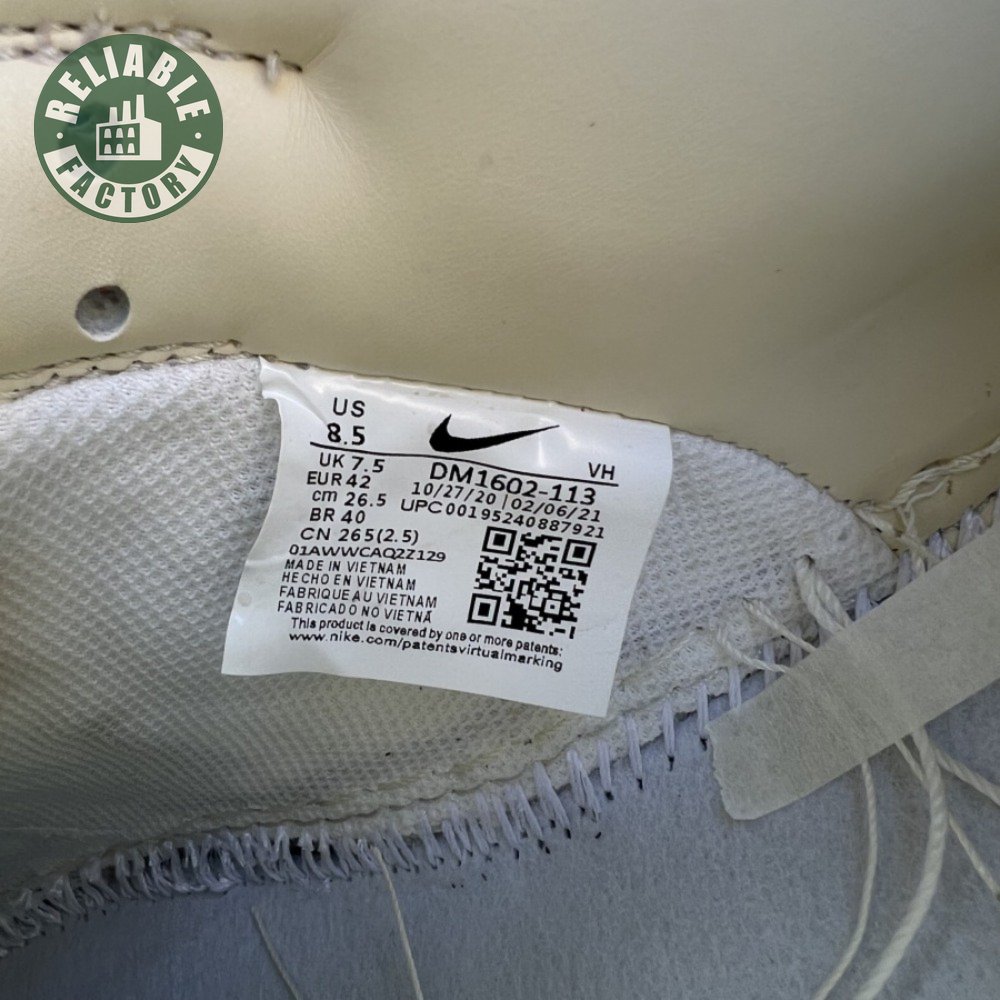 RELIABLE
FACTORY
US
8.5
VH
UK 7.5
DM1602-113
EUR 42
10/27/20 | 02/06/21
cm 26.5
UPC00195240887921
BR 40
CN 265(2.5)
01AWWCAQ2Z129
MADE IN VIETNAM
HECHO EN VIETNAM
FABRIQUE AU VIETNAM
FABRICADO NO VIETNÃ
This product is covered by one or more patents:
www.nike.com/patentsvirtualmarking